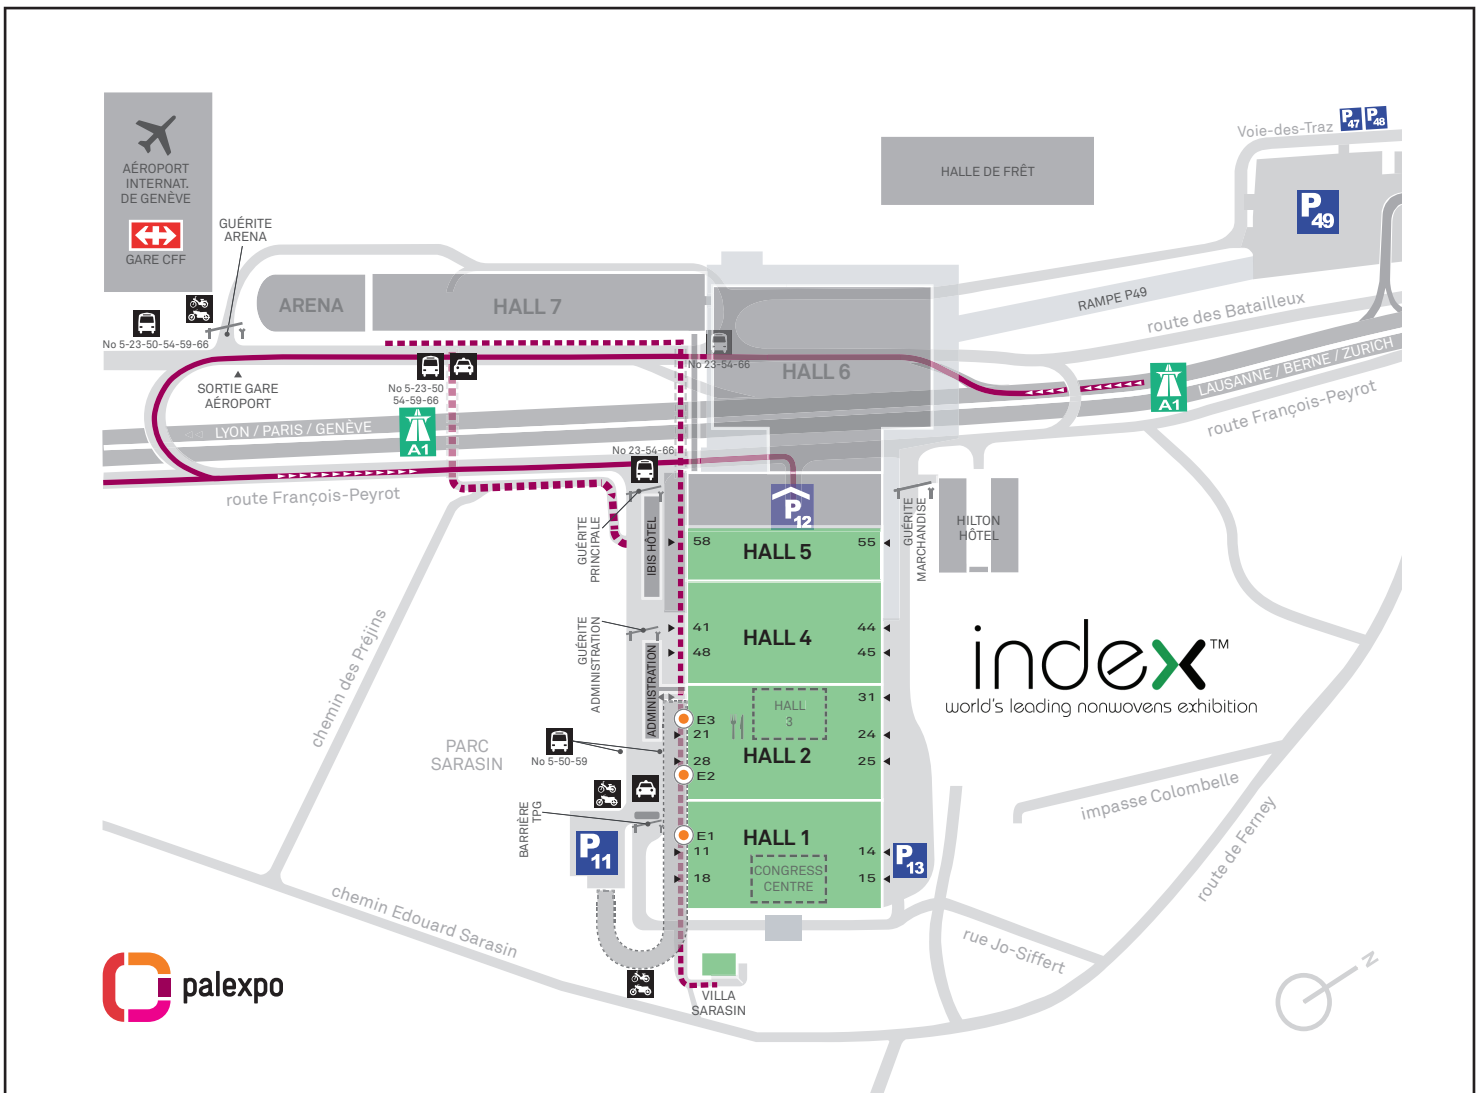 Voie-des-Traz
P47
P48
AÉROPORT
INTERNAT.
DE GENÈVE
GARE CFF
GUÉRITE
ARENA
HALLE DE FRÊT
P49
RAMPE P49
route des Batailleux
ARENA
HALL 7
No 5-23-50-54-59-66
No 23-54-66
HALL 6
SORTIE GARE
AÉROPORT
No 5-23-50
54-59-66
A1
A1
LAUSANNE / BERNE / ZURICH
route François-Peyrot
LYON / PARIS / GENÈVE
No 23-54-66
route François-Peyrot
GUÉRITE
PRINCIPALE
IBIS HÔTEL
P12
GUÉRITE
MARCHANDISE
HILTON
HÔTEL
58
HALL 5
55
chemin des Préjins
GUÉRITE
ADMINISTRATION
ADMINISTRATION
41
HALL 4
44
48
45
index™
world's leading nonwovens exhibition
HALL
3
31
E3
21
24
HALL 2
28
25
E2
PARC
SARASIN
No 5-50-59
BARRIÈRE
TPG
P11
E1
HALL 1
11
14
P13
CONGRESS
CENTRE
18
15
impasse Colombelle
route de Ferney
chemin Edouard Sarasin
rue Jo-Siffert
N
palexpo
VILLA
SARASIN